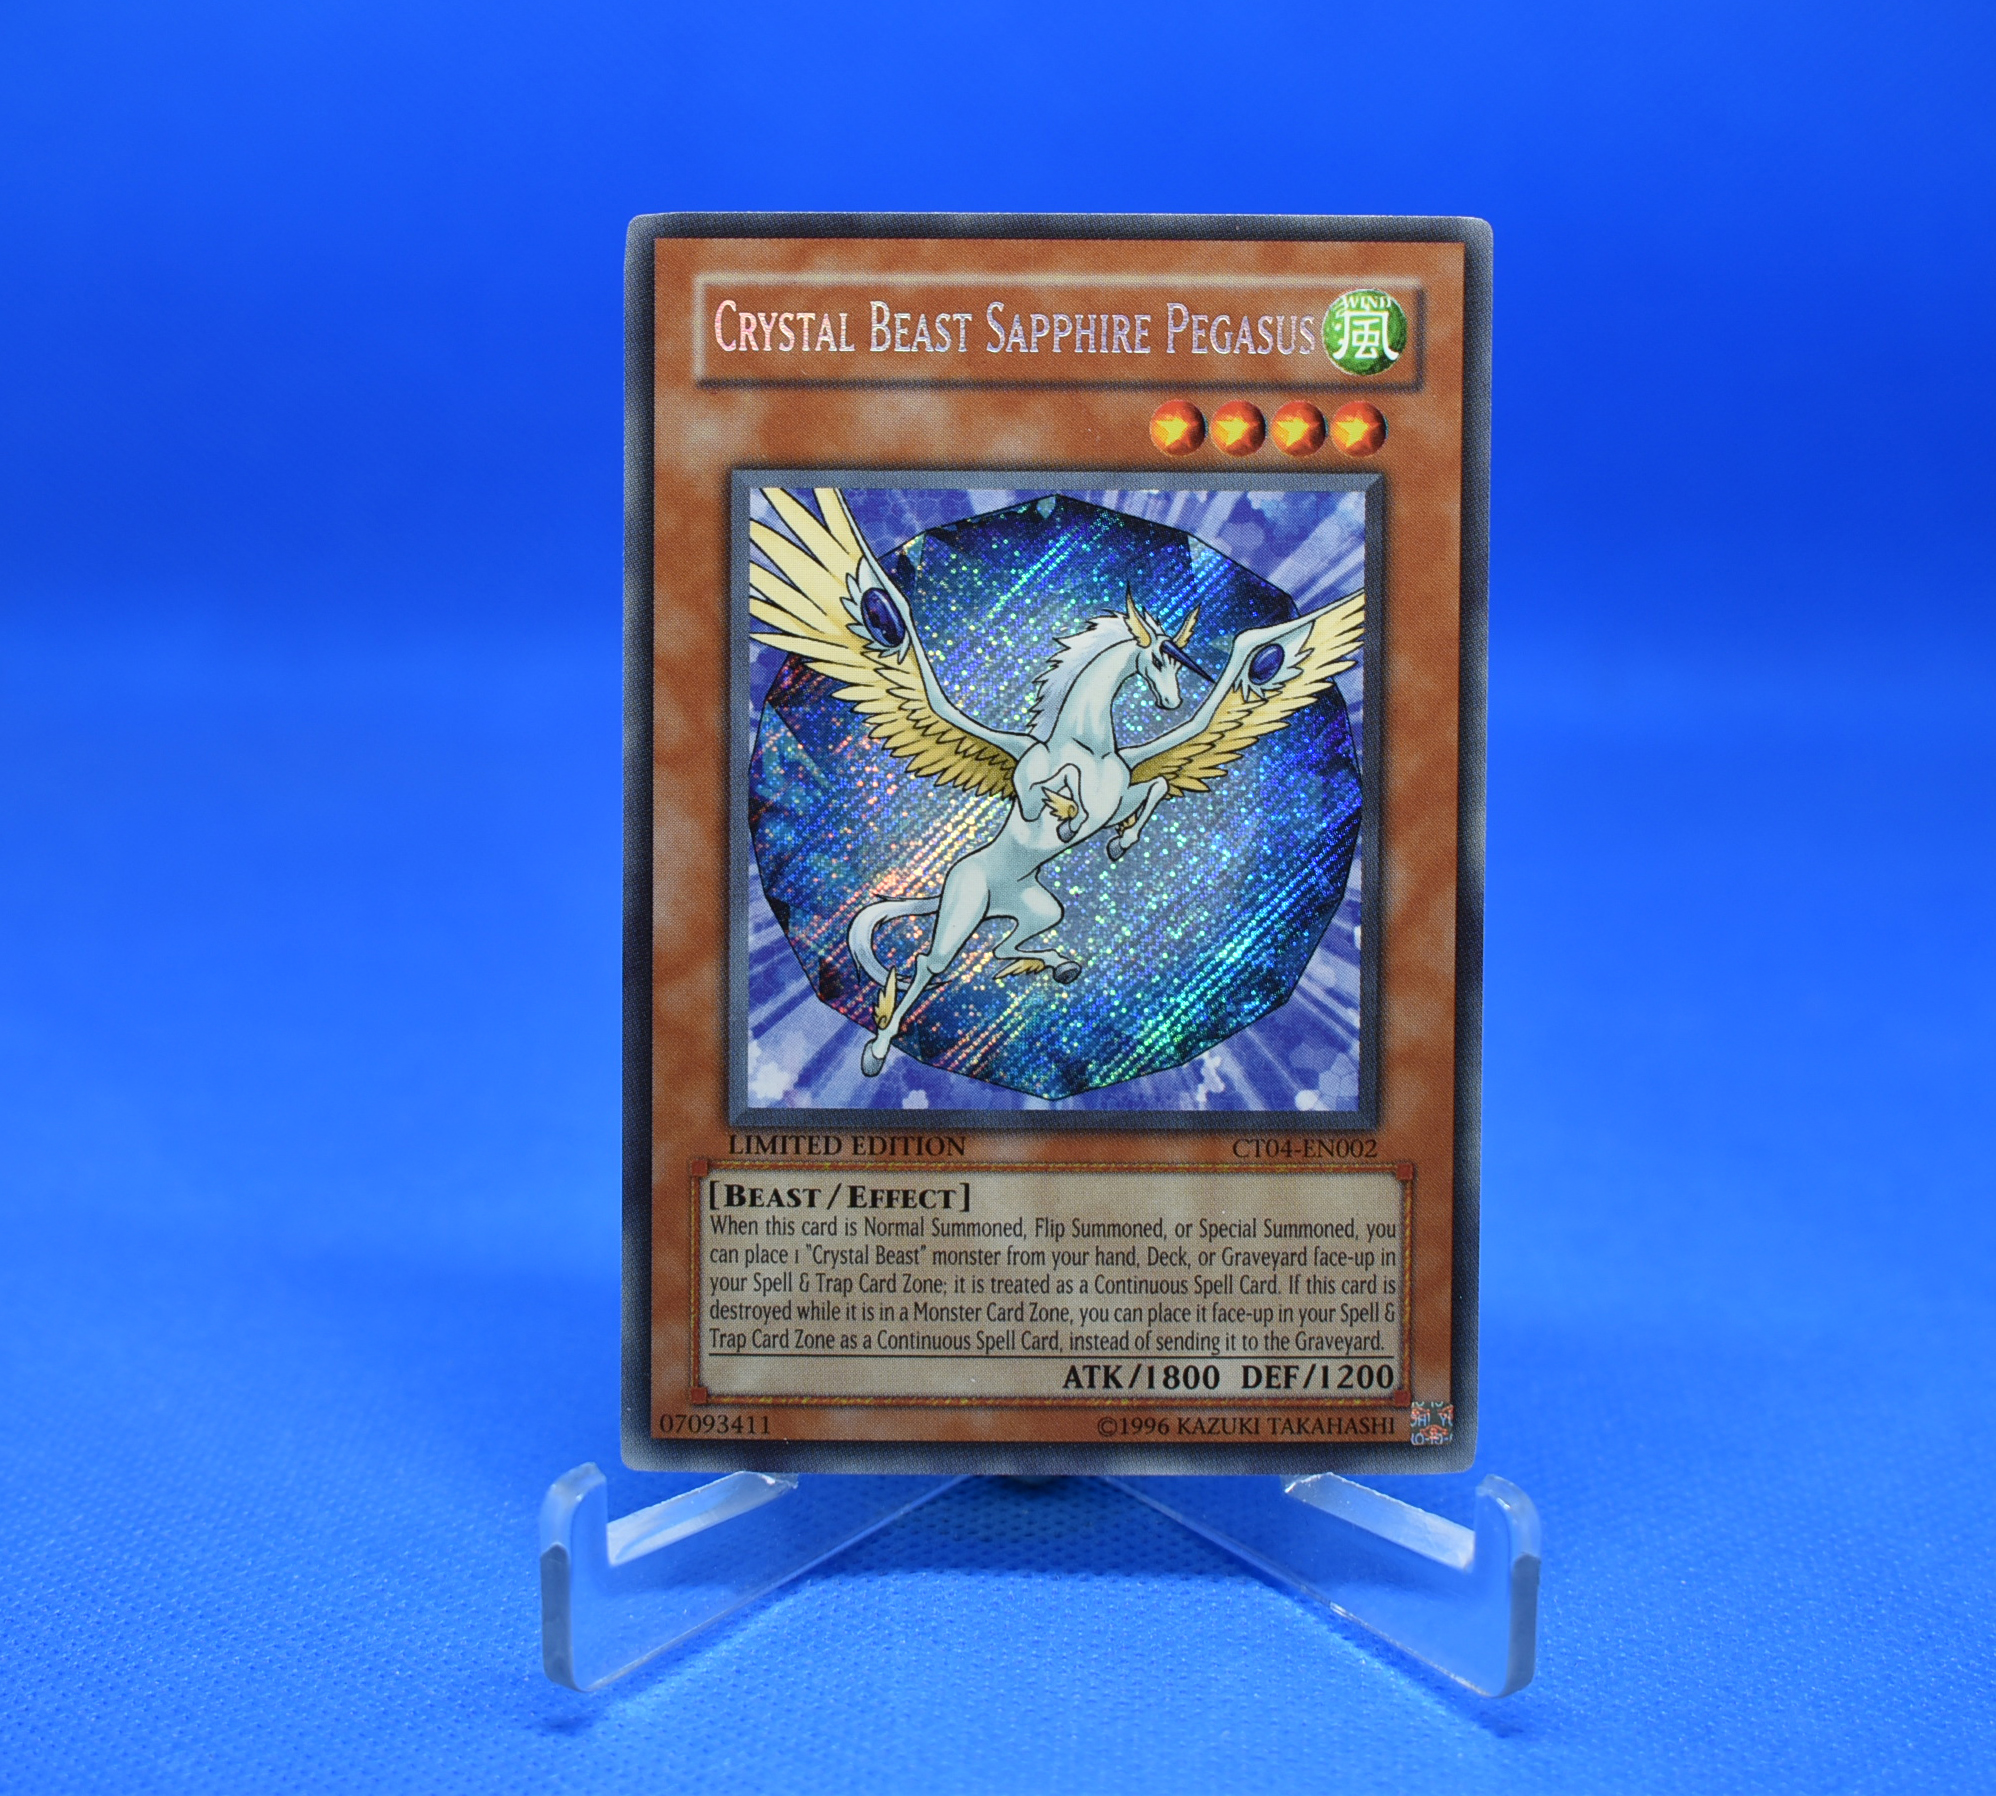 CRYSTAL BEAST SAPPHIRE PEGASUS
WIND
風
LIMITED EDITION CT04-EN002
[BEAST / EFFECT]
When this card is Normal Summoned, Flip Summoned, or Special Summoned, you
can place 1 "Crystal Beast" monster from your hand, Deck, or Graveyard face-up in
your Spell & Trap Card Zone; it is treated as a Continuous Spell Card. If this card is
destroyed while it is in a Monster Card Zone, you can place it face-up in your Spell &
Trap Card Zone as a Continuous Spell Card, instead of sending it to the Graveyard.
ATK/1800 DEF/1200
07093411 ©1996 KAZUKI TAKAHASHI